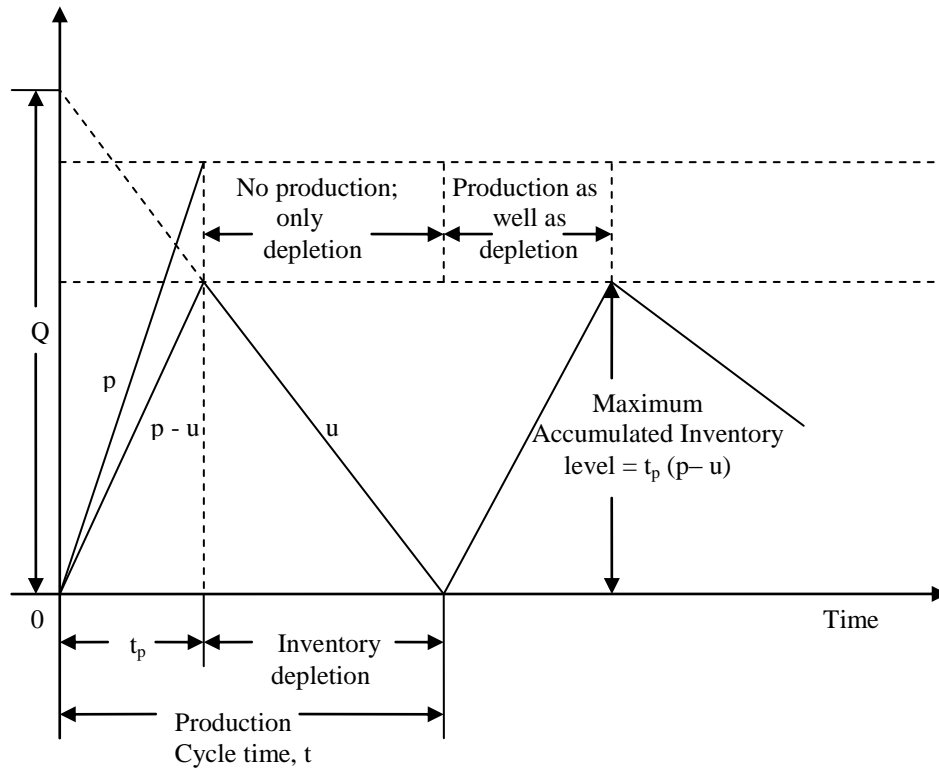 No production;
only
depletion
Production as
well as
depletion
Q
p
p - u
u
Maximum
Accumulated Inventory
level = tₚ (p– u)
0
Time
tₚ
Inventory
depletion
Production
Cycle time, t